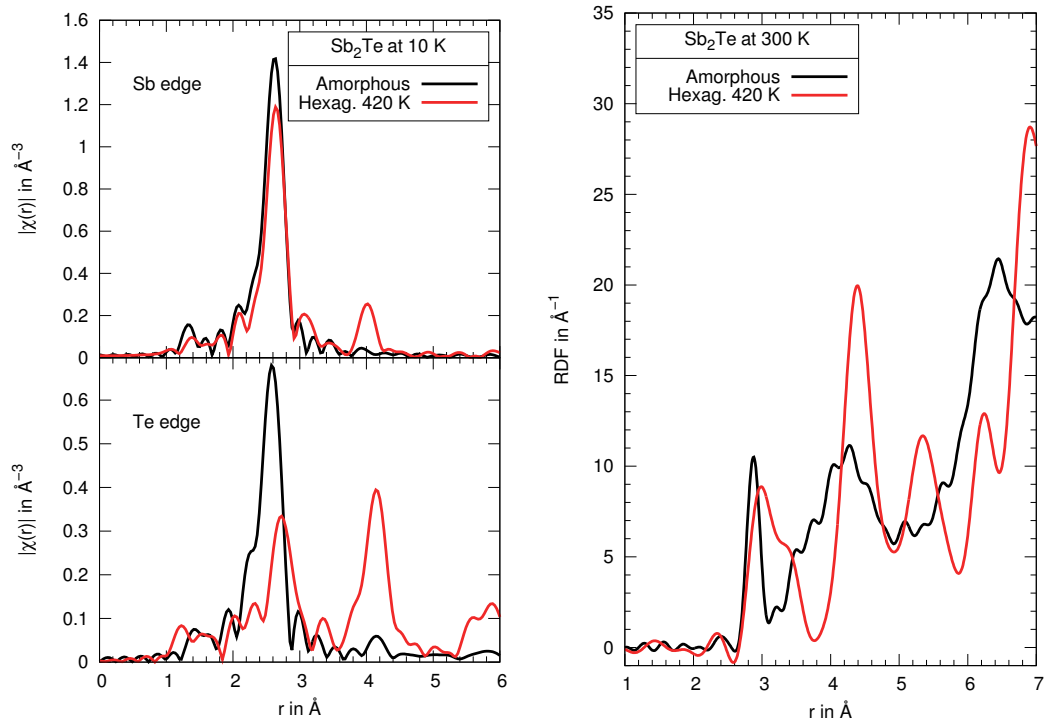 Sb₂Te at 10 K
Amorphous
Hexag. 420 K
Sb edge
|χ(r)| in Å⁻³
1.6
1.4
1.2
1
0.8
0.6
0.4
0.2
0
Te edge
|χ(r)| in Å⁻³
0.6
0.5
0.4
0.3
0.2
0.1
0
0 1 2 3 4 5 6
r in Å
Sb₂Te at 300 K
Amorphous
Hexag. 420 K
RDF in Å⁻¹
35
30
25
20
15
10
5
0
1 2 3 4 5 6 7
r in Å